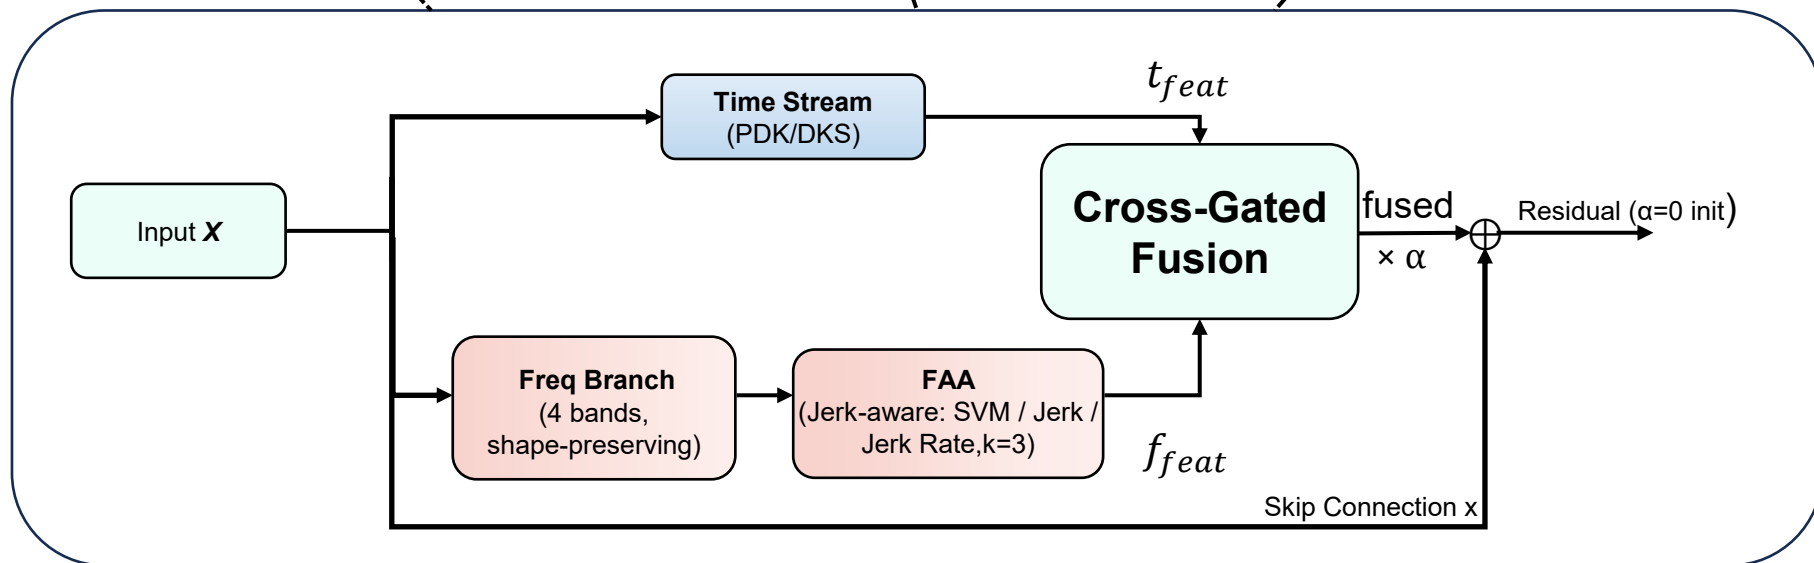 Time Stream
(PDK/DKS)
t_feat
Input X
Cross-Gated
Fusion
fused
× α
Residual (α=0 init)
Freq Branch
(4 bands,
shape-preserving)
FAA
(Jerk-aware: SVM / Jerk /
Jerk Rate,k=3)
f_feat
Skip Connection x